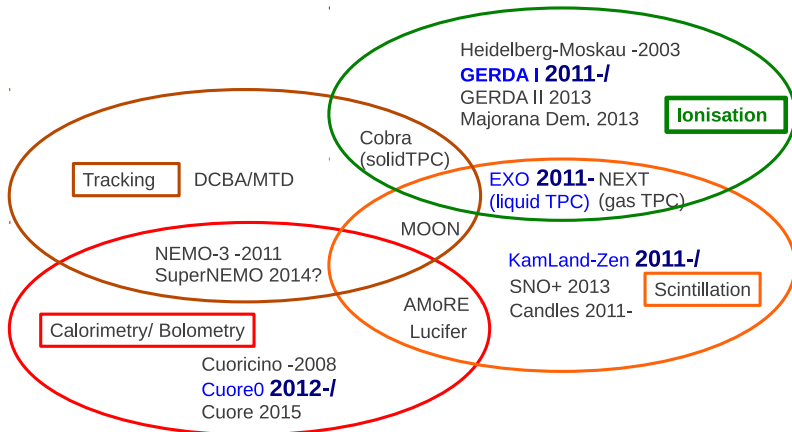 Heidelberg-Moskau -2003
GERDA I 2011-/
GERDA II 2013
Majorana Dem. 2013
Ionisation
Cobra
(solidTPC)
Tracking
DCBA/MTD
EXO 2011- NEXT
(liquid TPC) (gas TPC)
MOON
NEMO-3 -2011
SuperNEMO 2014?
KamLand-Zen 2011-/
SNO+ 2013
Candles 2011-
Scintillation
AMoRE
Lucifer
Calorimetry/ Bolometry
Cuoricino -2008
Cuore0 2012-/
Cuore 2015